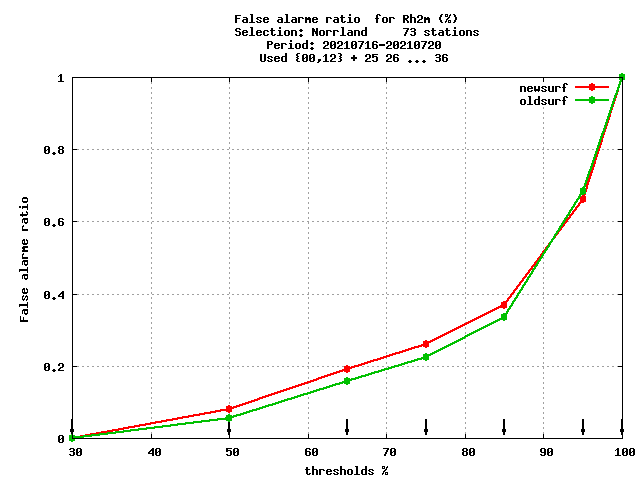 False alarme ratio  for Rh2m (%)
Selection: Norrland     73 stations
Period: 20210716-20210720
Used {00,12} + 25 26 ... 36
newsurf
oldsurf
False alarme ratio
1
0.8
0.6
0.4
0.2
0
30 40 50 60 70 80 90 100
thresholds %